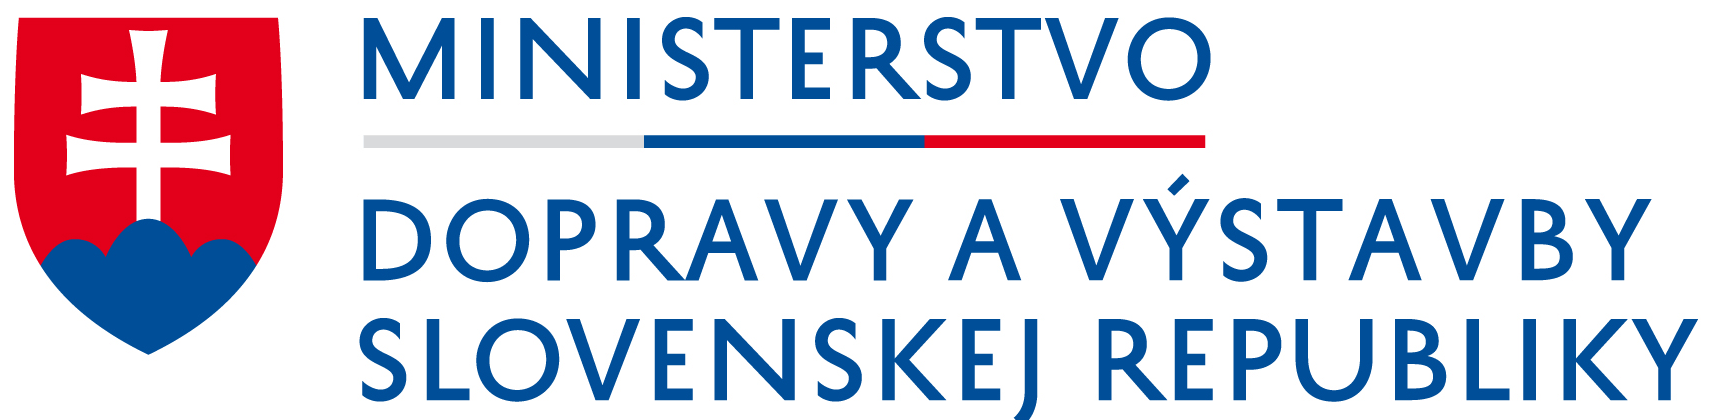 MINISTERSTVO
DOPRAVY A VÝSTAVBY
SLOVENSKEJ REPUBLIKY